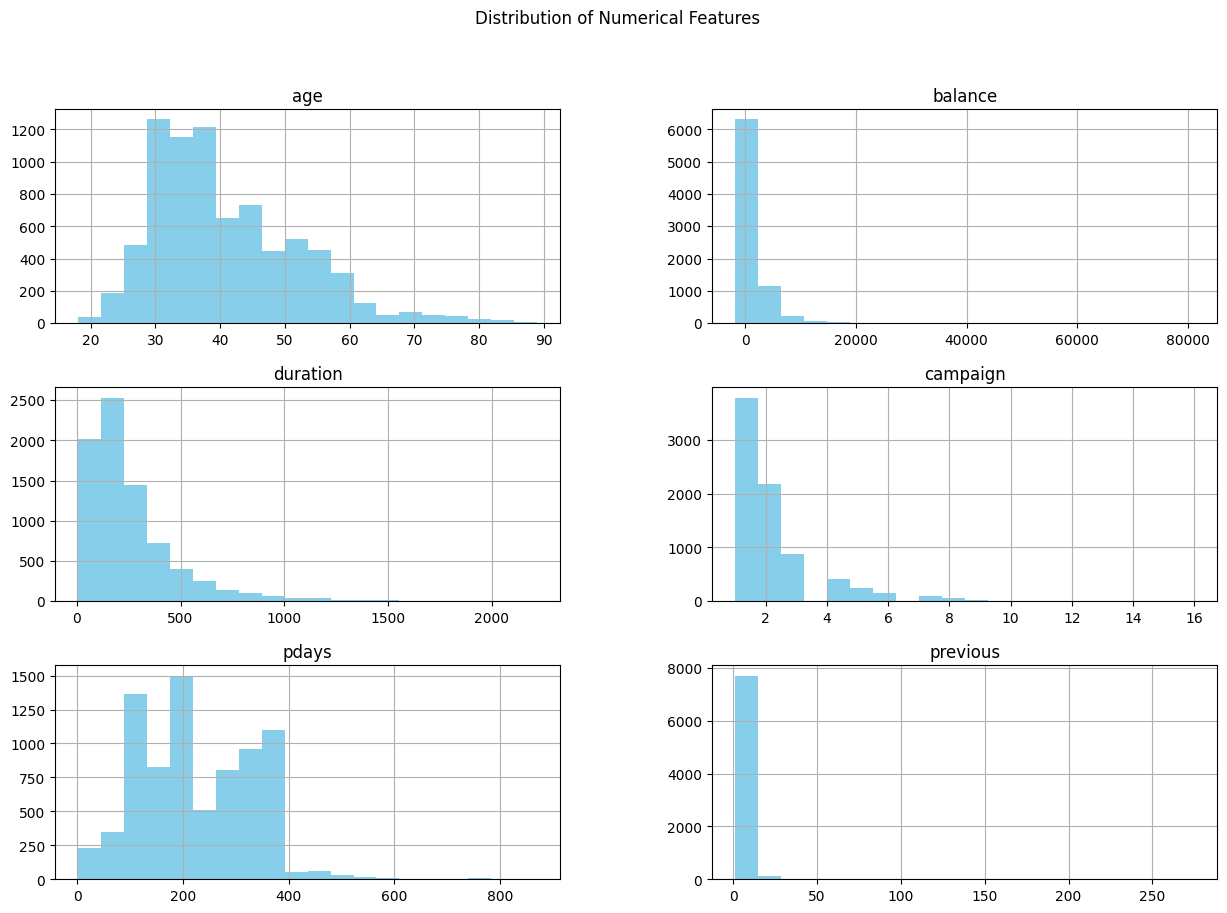 Distribution of Numerical Features
age
1200
1000
800
600
400
200
0
20 30 40 50 60 70 80 90
balance
6000
5000
4000
3000
2000
1000
0
0 20000 40000 60000 80000
duration
2500
2000
1500
1000
500
0
0 500 1000 1500 2000
campaign
3000
2000
1000
0
2 4 6 8 10 12 14 16
pdays
1500
1250
1000
750
500
250
0
0 200 400 600 800
previous
8000
6000
4000
2000
0
0 50 100 150 200 250